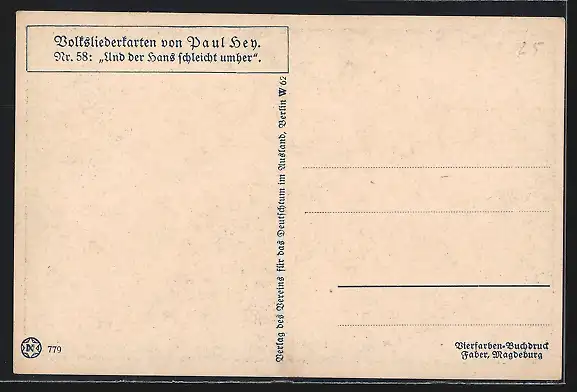 Volksliederkarten von Paul Hey.
Nr. 58: „Und der Hans schleicht umher“.
25
Verlag des Vereins für das Deutschtum im Ausland, Berlin W 62
779
Vierfarben-Buchdruck
Faber, Magdeburg